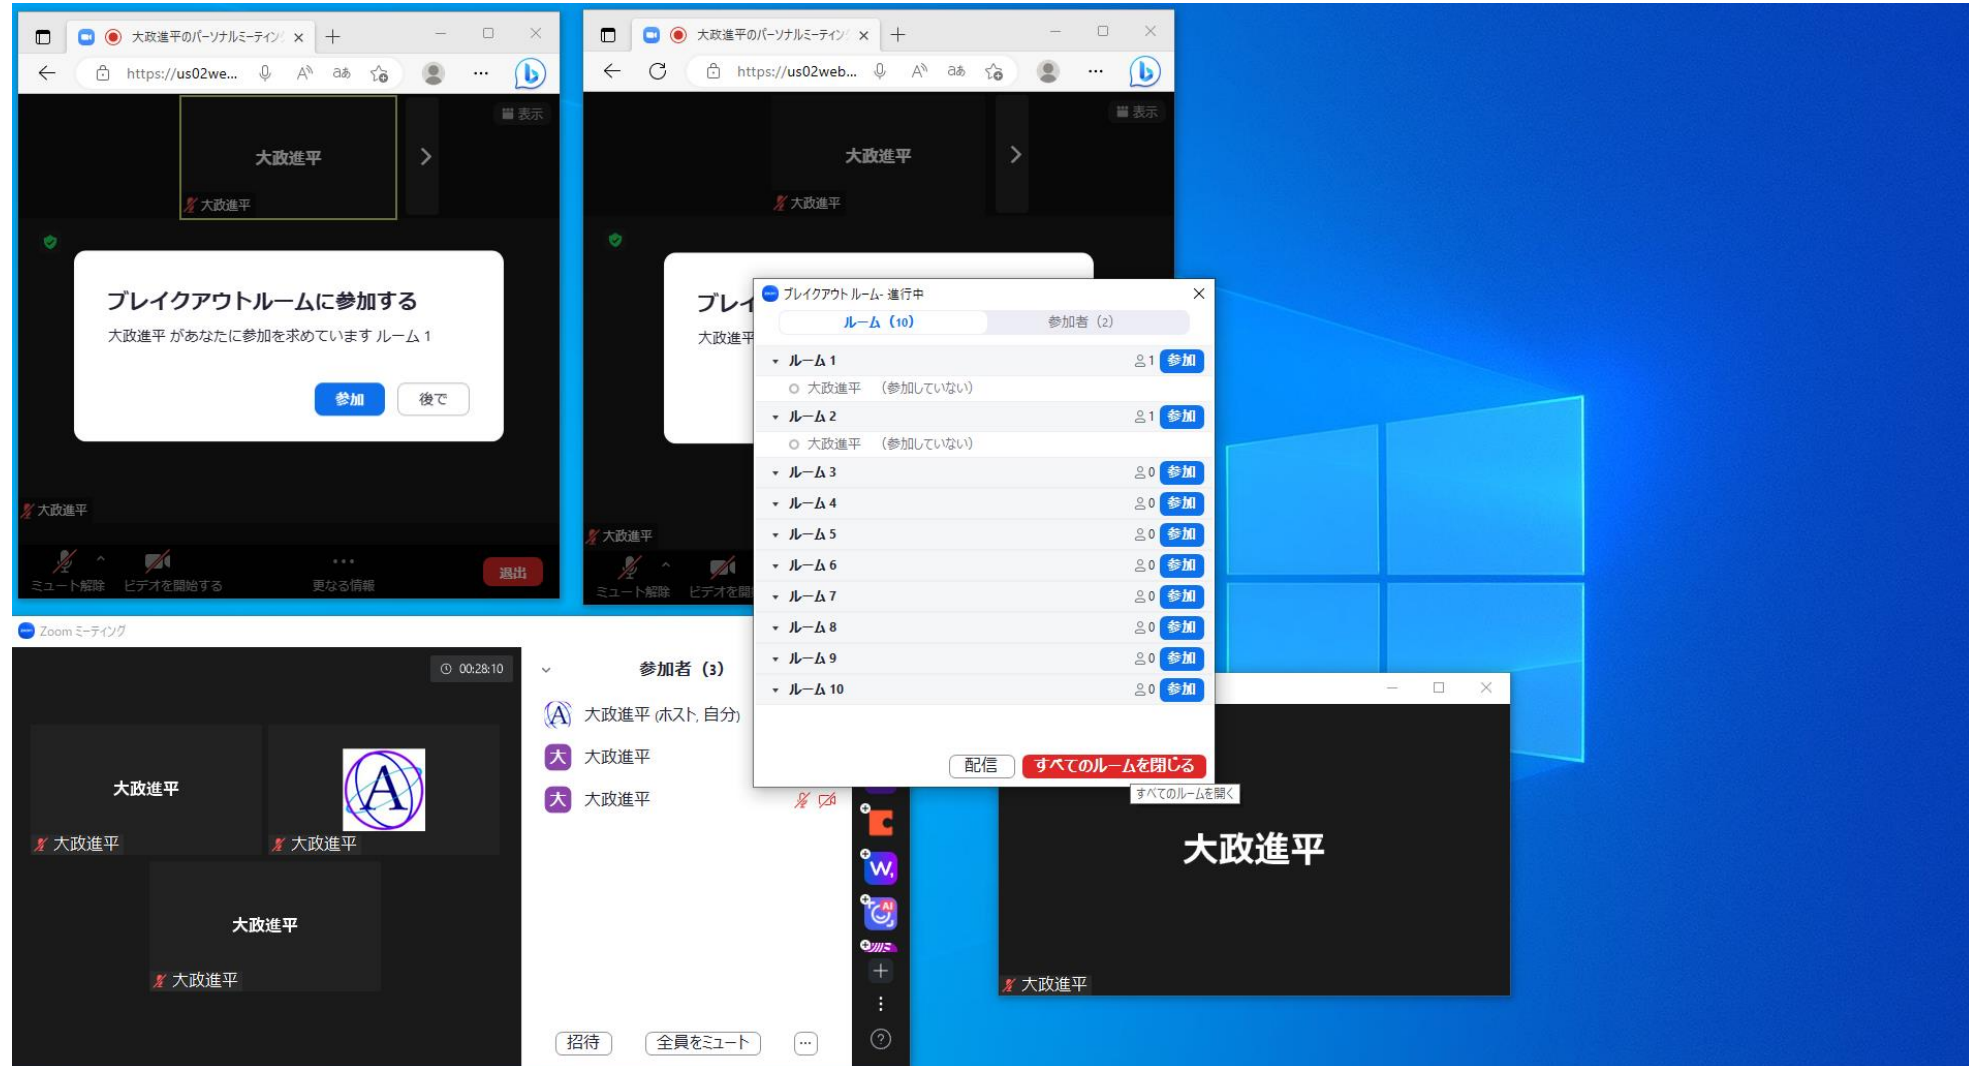 大政進平のパーソナルミーティン
https://us02we...
A
aあ
表示
大政進平
大政進平
ブレイクアウトルームに参加する
大政進平 があなたに参加を求めています ルーム 1
参加
後で
大政進平
ミュート解除
ビデオを開始する
更なる情報
退出
大政進平のパーソナルミーティン
https://us02web...
A
aあ
表示
大政進平
大政進平
ブレイ
大政進平
大政進平
ミュート解除
ビデオを開
ブレイクアウト ルーム - 進行中
ルーム (10)
参加者 (2)
ルーム 1
1 参加
大政進平 (参加していない)
ルーム 2
1 参加
大政進平 (参加していない)
ルーム 3
0 参加
ルーム 4
0 参加
ルーム 5
0 参加
ルーム 6
0 参加
ルーム 7
0 参加
ルーム 8
0 参加
ルーム 9
0 参加
ルーム 10
0 参加
配信
すべてのルームを閉じる
すべてのルームを開く
Zoom ミーティング
00:28:10
大政進平
大政進平
A
大政進平
大政進平
大政進平
参加者 (3)
A
大政進平 (ホスト, 自分)
大
大政進平
大
大政進平
招待
全員をミュート
...
W,
AI
大政進平
大政進平